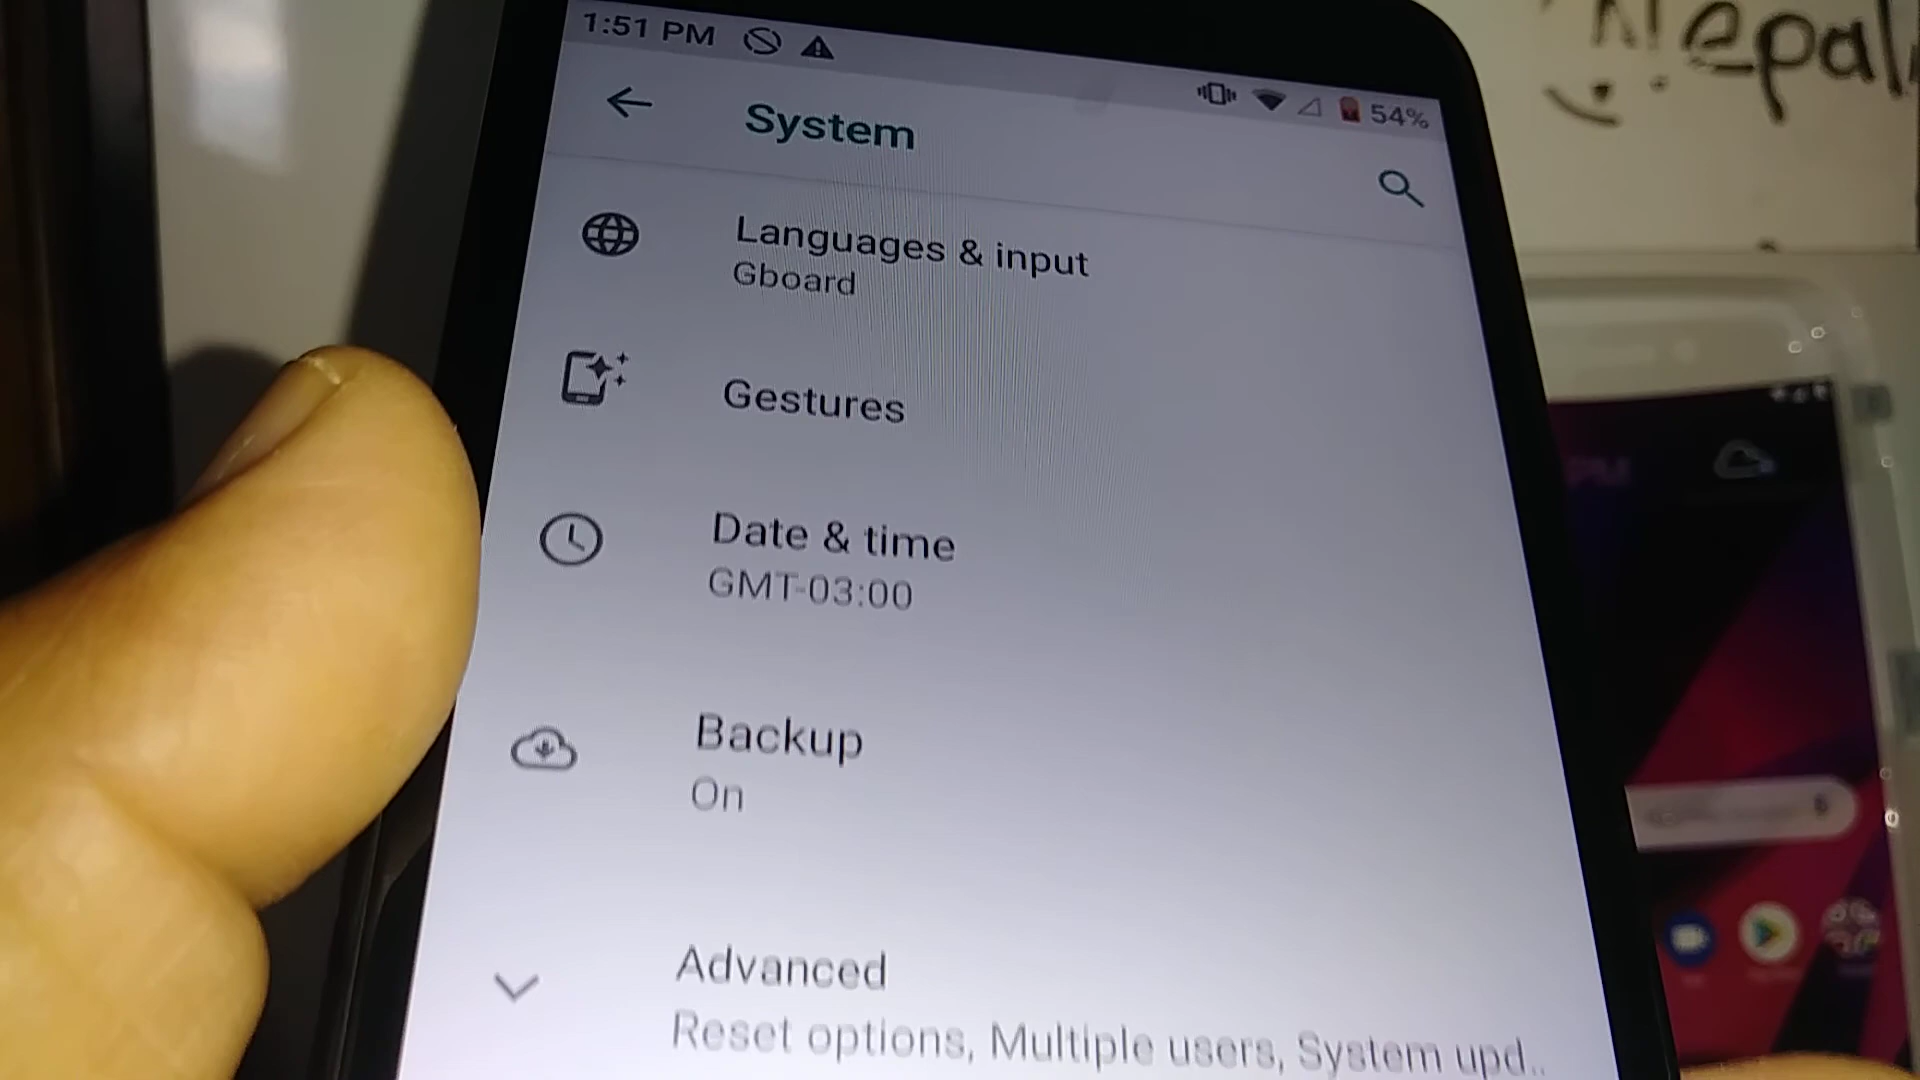 1:51 PM
54%
System
Languages & input
Gboard
Gestures
Date & time
GMT-03:00
Backup
On
Advanced
Reset options, Multiple users, System upd..